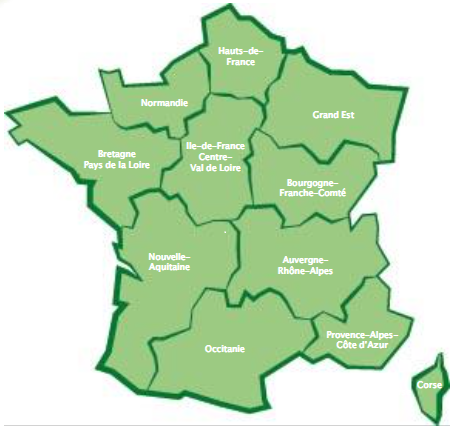 Hauts-de-
France
Normandie
Grand Est
Ile-de-France
Centre-
Val de Loire
Bretagne
Pays de la Loire
Bourgogne-
Franche-Comté
Nouvelle-
Aquitaine
Auvergne-
Rhône-Alpes
Provence-Alpes-
Côte d'Azur
Occitanie
Corse